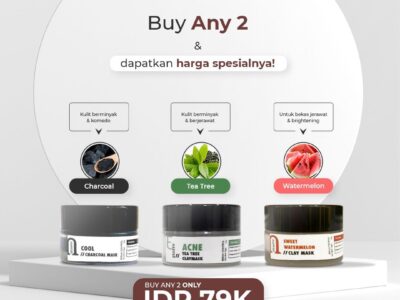 Buy Any 2
&
dapatkan harga spesialnya!
Kulit berminyak
& komedo
Kulit berminyak
& berjerawat
Untuk bekas jerawat
& brightening
Charcoal
Tea Tree
Watermelon
COOL
// CHARCOAL MASK
ACNE
TEA TREE
CLAYMASK
SWEET
WATERMELON
// CLAY MASK
BUY ANY 2 ONLY
IDR 79K